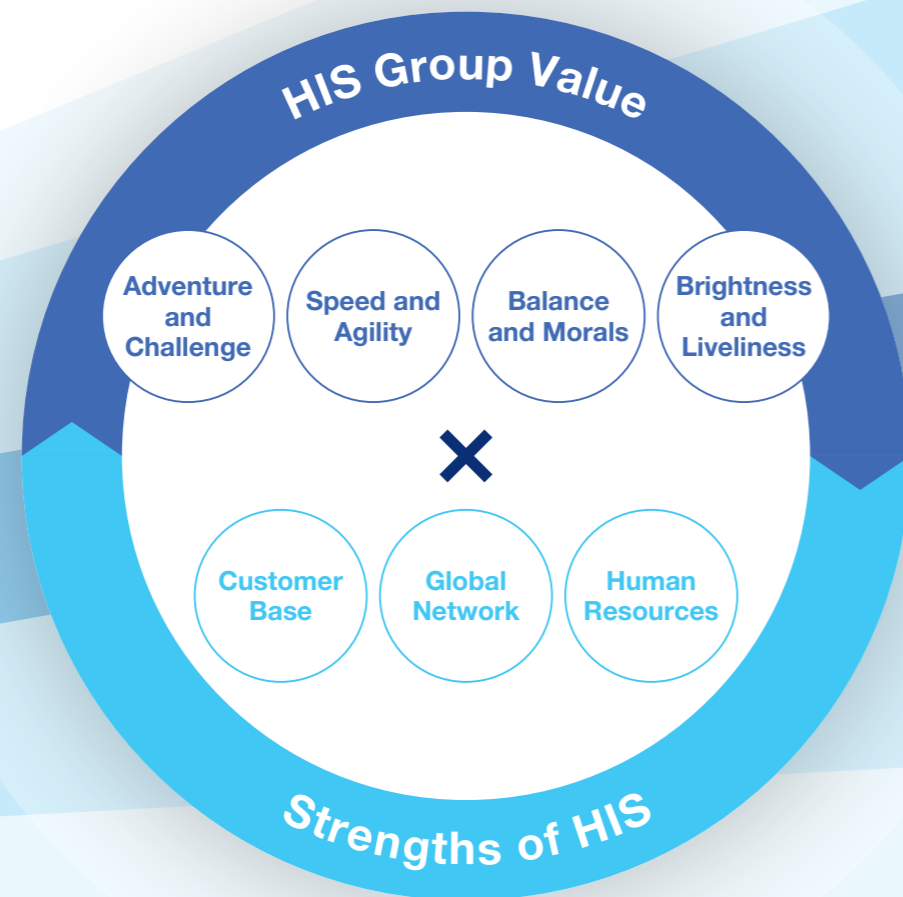 HIS Group Value
Adventure
and
Challenge
Speed and
Agility
Balance
and Morals
Brightness
and
Liveliness
×
Customer
Base
Global
Network
Human
Resources
Strengths of HIS